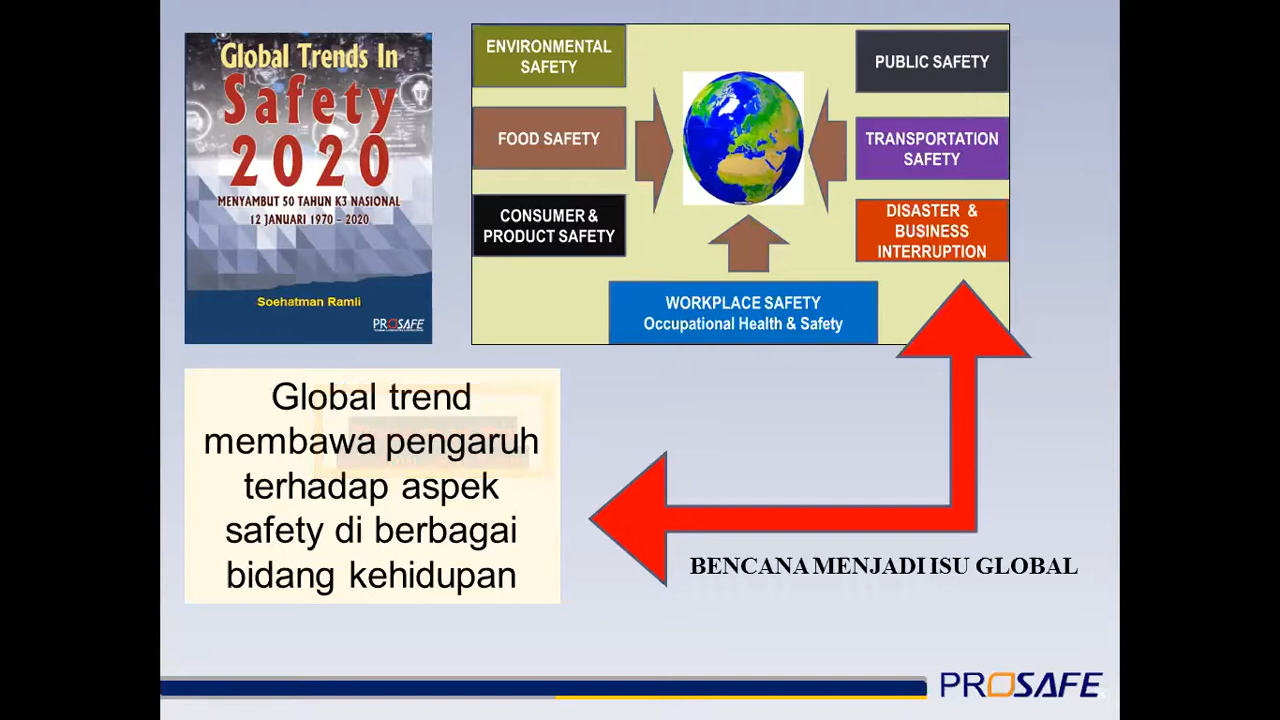 Global Trends In
Safety
2020
MENYAMBUT 50 TAHUN K3 NASIONAL
12 JANUARI 1970 – 2020
Soehatman Ramli
PROSAFE
ENVIRONMENTAL
SAFETY
FOOD SAFETY
CONSUMER &
PRODUCT SAFETY
PUBLIC SAFETY
TRANSPORTATION
SAFETY
DISASTER &
BUSINESS
INTERRUPTION
WORKPLACE SAFETY
Occupational Health & Safety
Global trend
membawa pengaruh
terhadap aspek
safety di berbagai
bidang kehidupan
BENCANA MENJADI ISU GLOBAL
PROSAFE